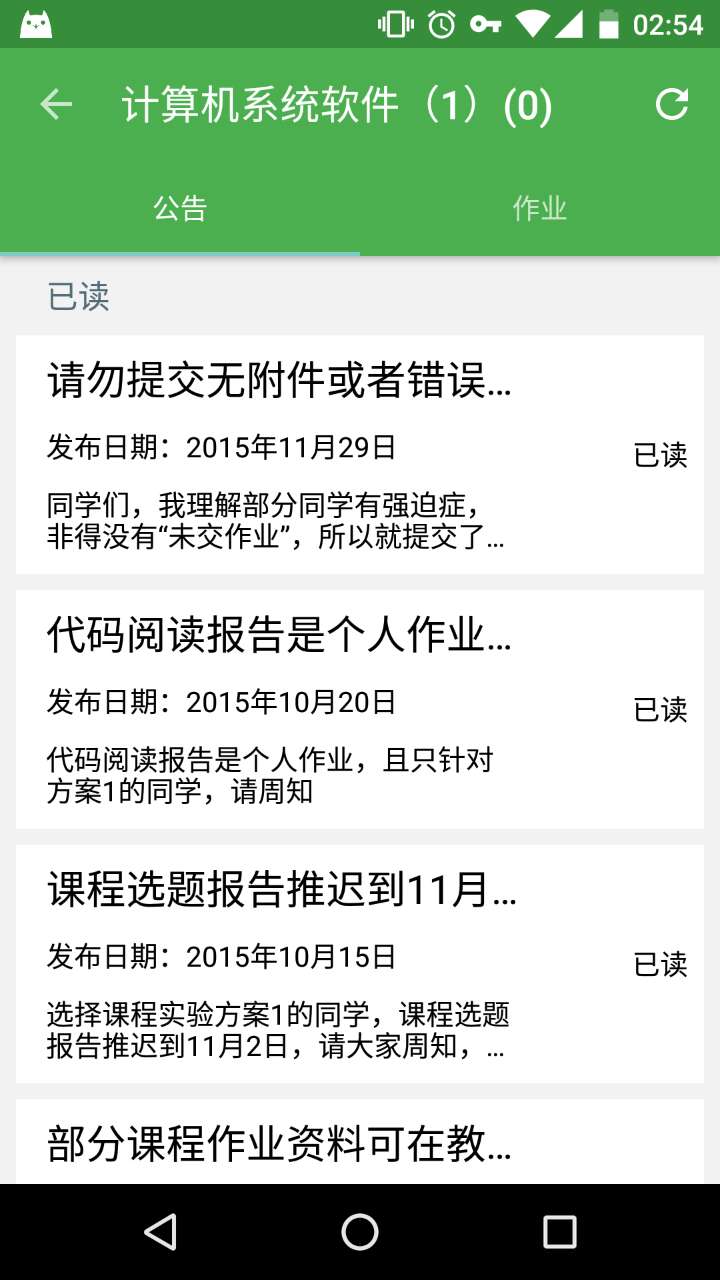 02:54
计算机系统软件（1）(0)
公告
作业
已读
请勿提交无附件或者错误...
发布日期：2015年11月29日
已读
同学们，我理解部分同学有强迫症，
非得没有“未交作业”，所以就提交了...
代码阅读报告是个人作业...
发布日期：2015年10月20日
已读
代码阅读报告是个人作业，且只针对
方案1的同学，请周知
课程选题报告推迟到11月...
发布日期：2015年10月15日
已读
选择课程实验方案1的同学，课程选题
报告推迟到11月2日，请大家周知，...
部分课程作业资料可在教...